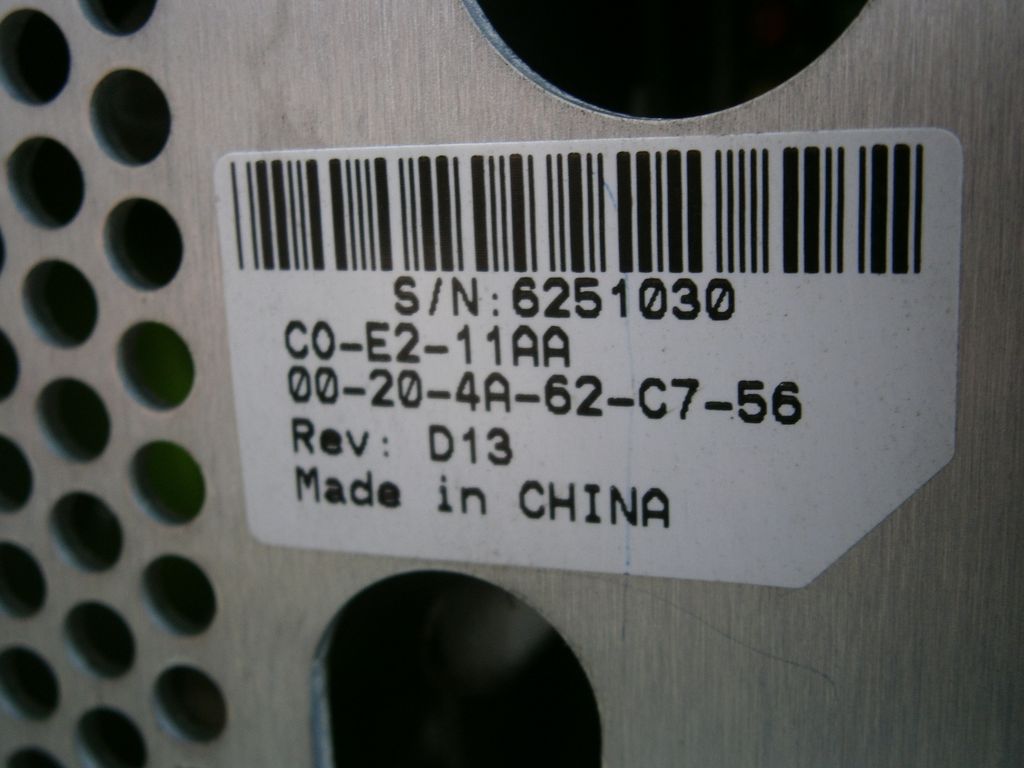 S/N:6251030
CO-E2-11AA
00-20-4A-62-C7-56
Rev: D13
Made in CHINA